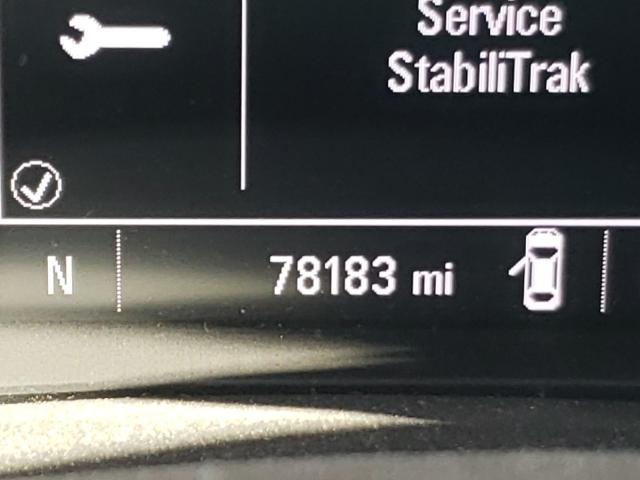 Service
StabiliTrak
N
78183 mi